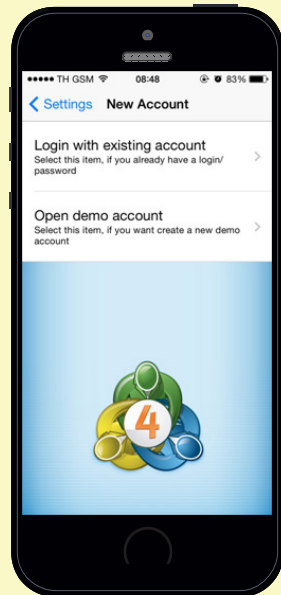 TH GSM 08:48 83%
Settings New Account
Login with existing account
Select this item, if you already have a login/
password
Open demo account
Select this item, if you want create a new demo
account
4